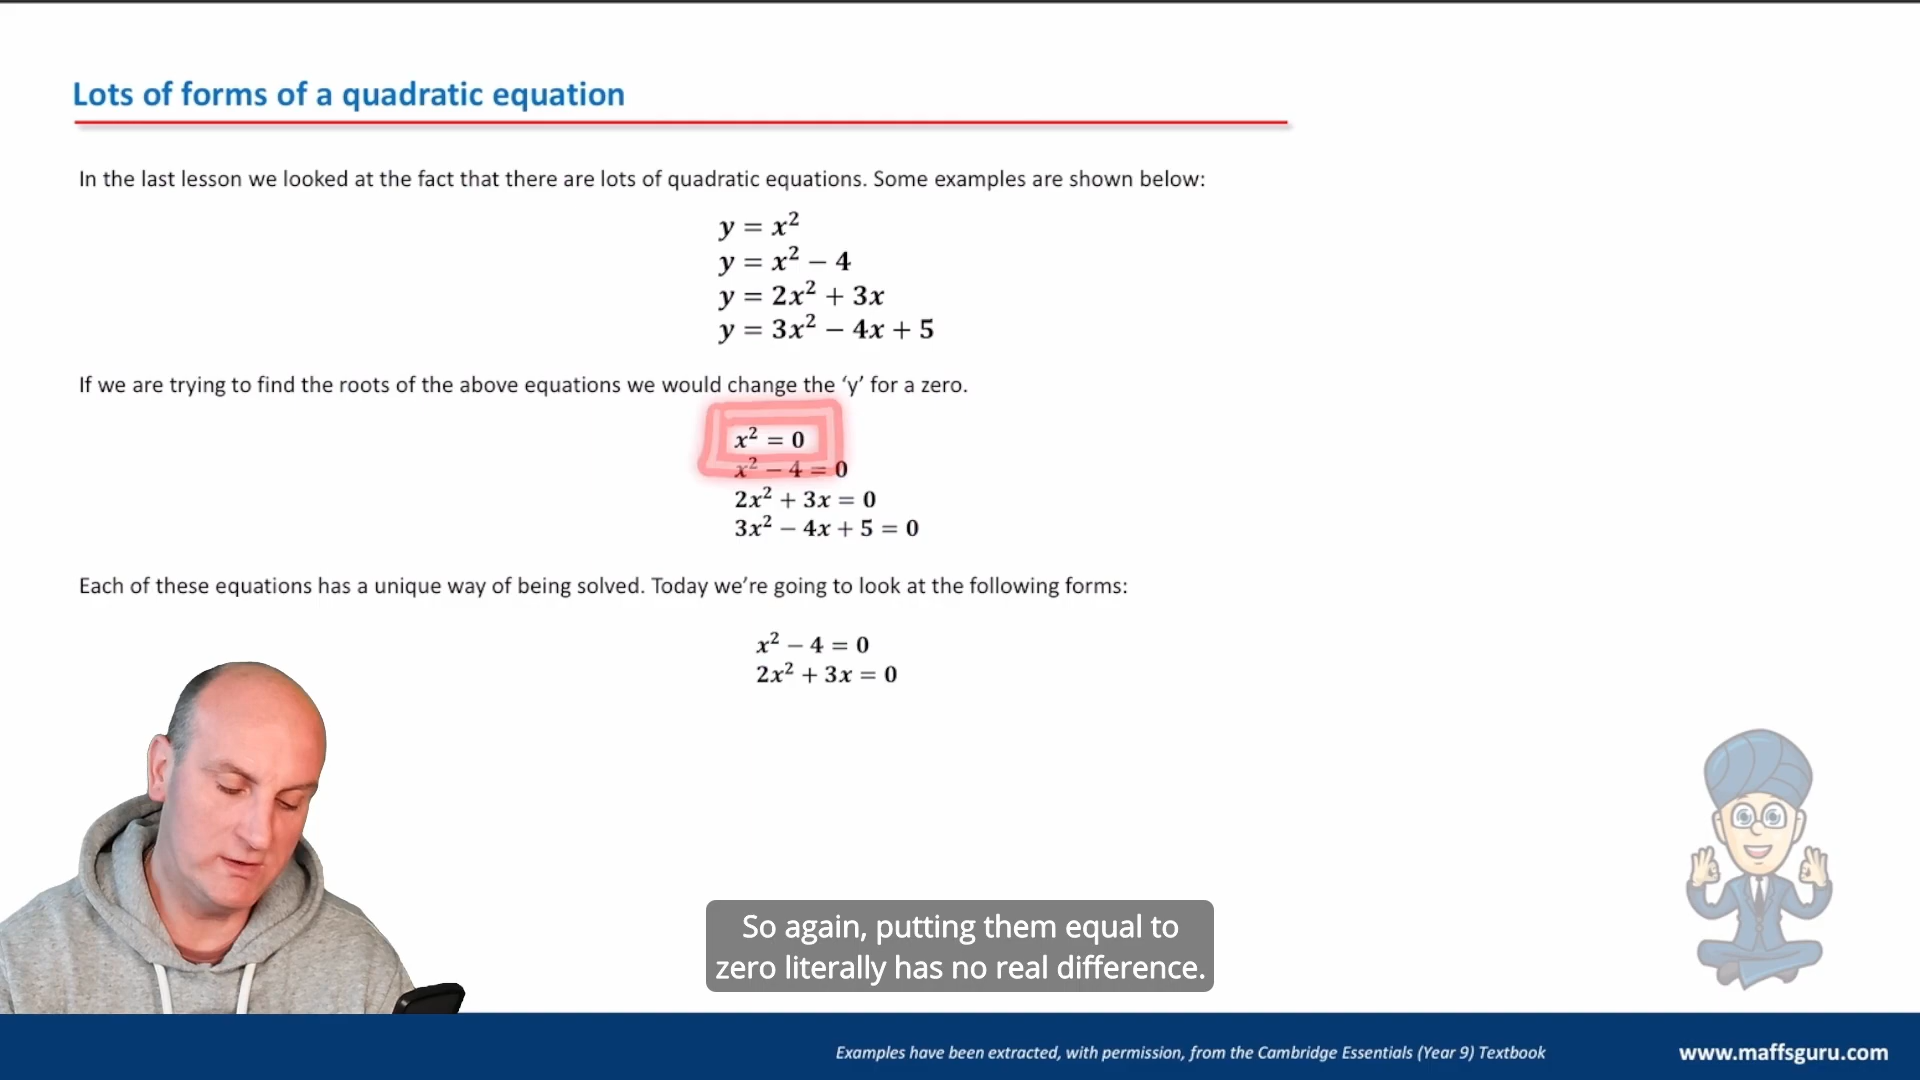 Lots of forms of a quadratic equation
In the last lesson we looked at the fact that there are lots of quadratic equations. Some examples are shown below:
y = x² 
y = x² − 4
y = 2x² + 3x
y = 3x² − 4x + 5
If we are trying to find the roots of the above equations we would change the ‘y’ for a zero.
x² = 0
x² − 4 = 0
2x² + 3x = 0
3x² − 4x + 5 = 0
Each of these equations has a unique way of being solved. Today we’re going to look at the following forms:
x² − 4 = 0
2x² + 3x = 0
So again, putting them equal to
zero literally has no real difference.
Examples have been extracted, with permission, from the Cambridge Essentials (Year 9) Textbook
www.maffsguru.com